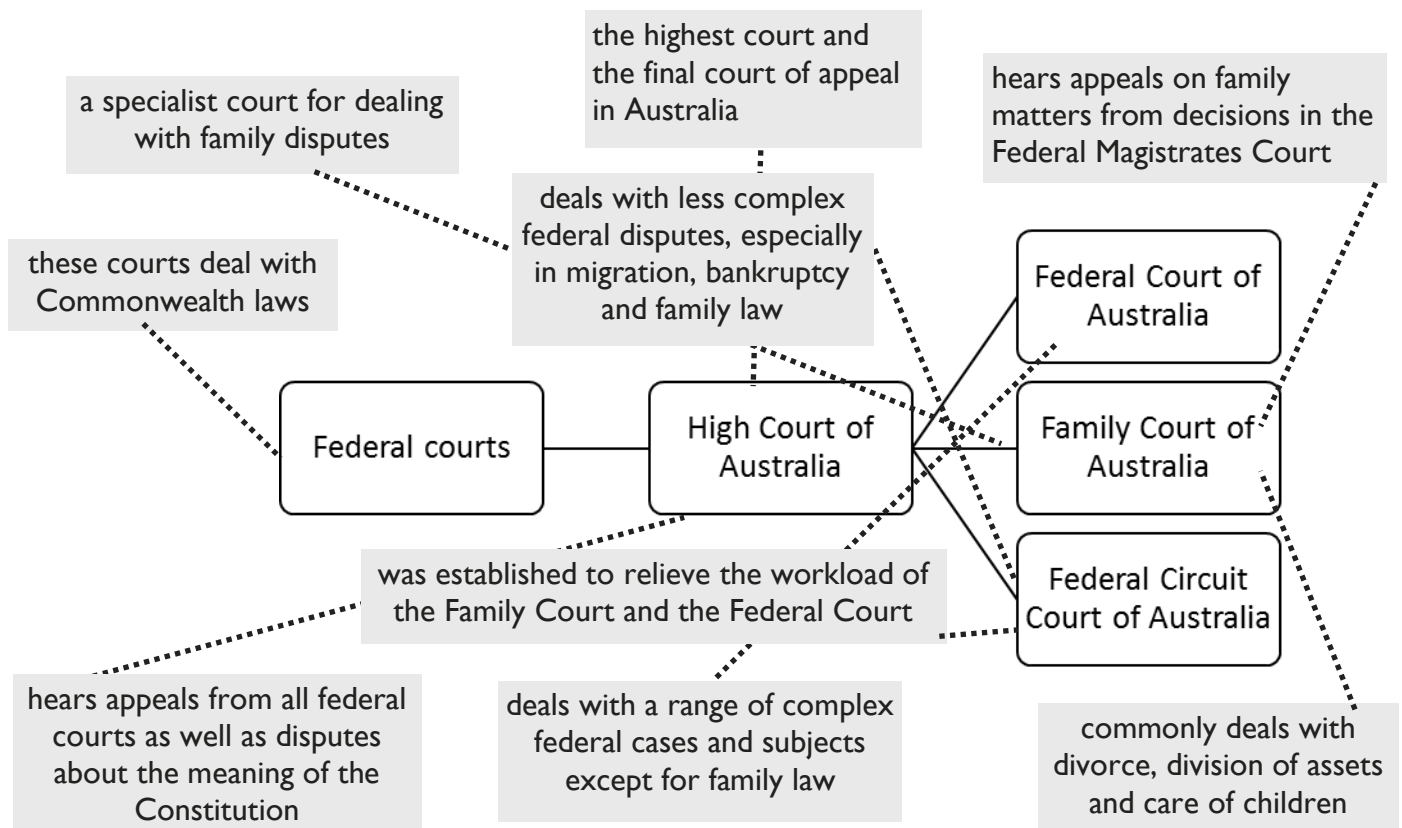 the highest court and
the final court of appeal
in Australia
hears appeals on family
matters from decisions in the
Federal Magistrates Court
a specialist court for dealing
with family disputes
deals with less complex
federal disputes, especially
in migration, bankruptcy
and family law
these courts deal with
Commonwealth laws
Federal Court of
Australia
Federal courts
High Court of
Australia
Family Court of
Australia
was established to relieve the workload of
the Family Court and the Federal Court
Federal Circuit
Court of Australia
hears appeals from all federal
courts as well as disputes
about the meaning of the
Constitution
deals with a range of complex
federal cases and subjects
except for family law
commonly deals with
divorce, division of assets
and care of children